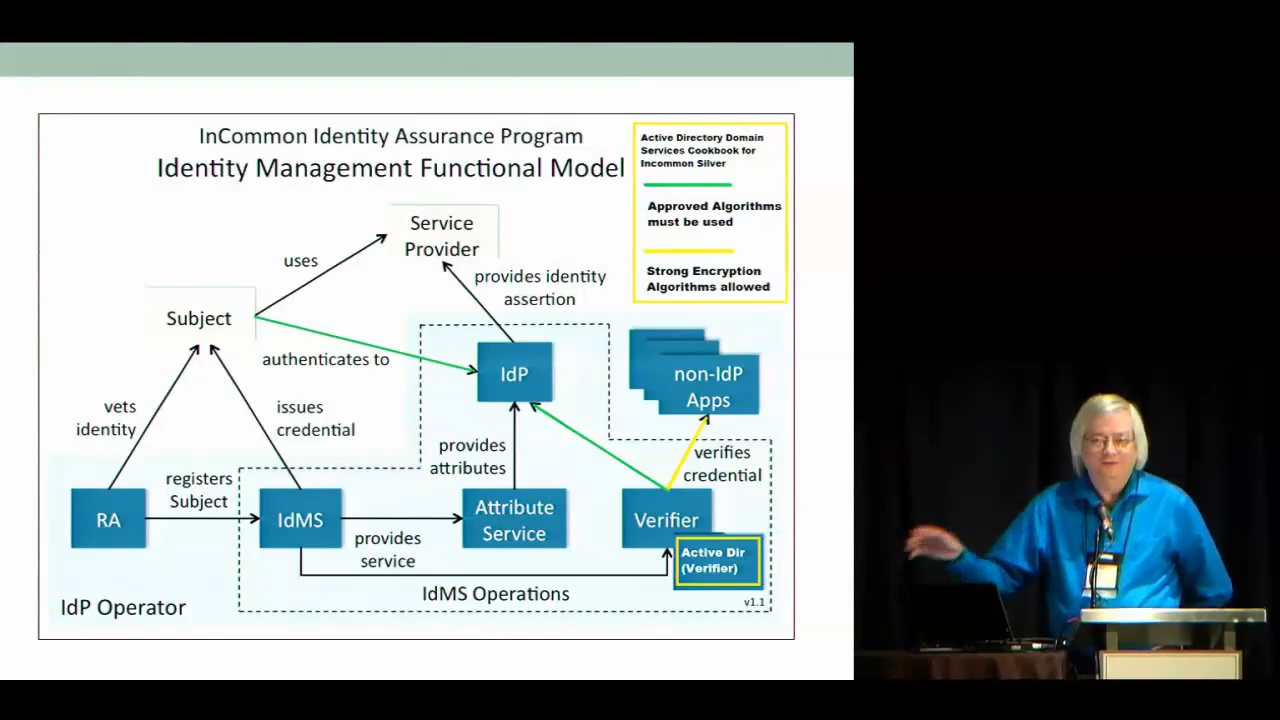 InCommon Identity Assurance Program
Identity Management Functional Model
Active Directory Domain
Services Cookbook for
Incommon Silver
Approved Algorithms
must be used
Strong Encryption
Algorithms allowed
Service
Provider
uses
provides identity
assertion
Subject
authenticates to
IdP
non-IdP
Apps
vets
identity
issues
credential
provides
attributes
verifies
credential
registers
Subject
RA
IdMS
Attribute
Service
Verifier
provides
service
Active Dir
(Verifier)
IdMS Operations
v1.1
IdP Operator